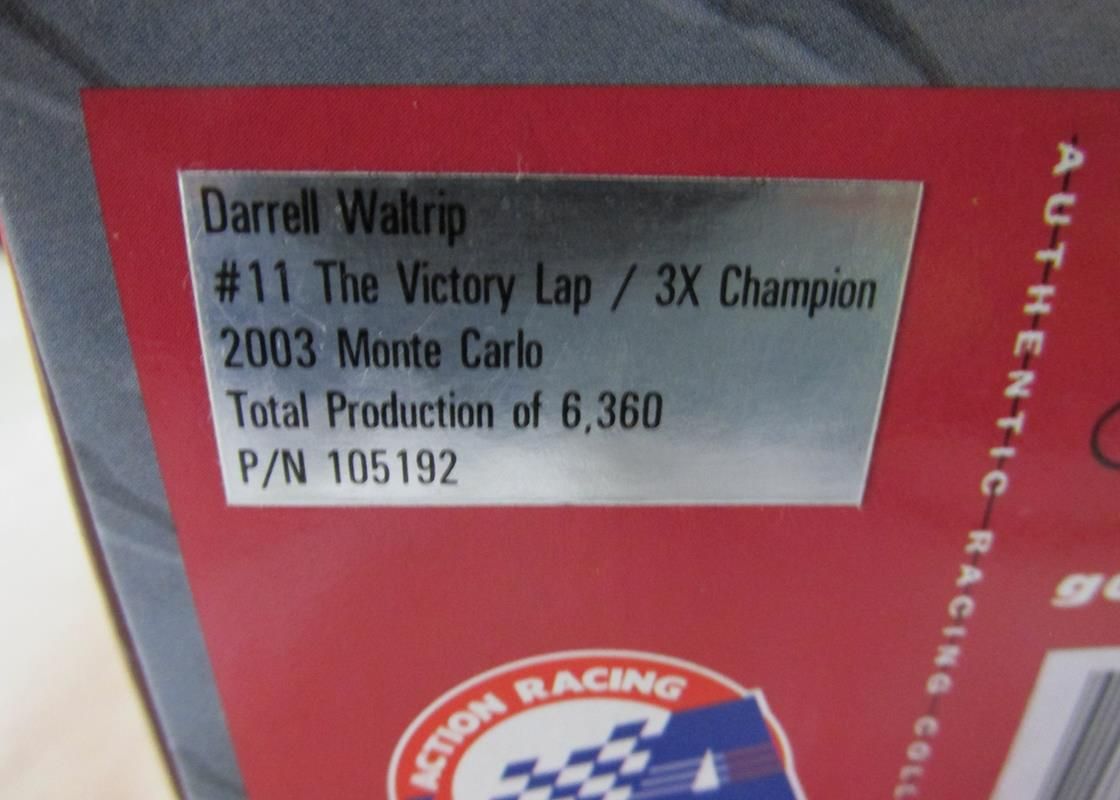 Darrell Waltrip
#11 The Victory Lap / 3X Champion
2003 Monte Carlo
Total Production of 6,360
P/N 105192
AUTHENTIC RACING COLL
ACTION RACING